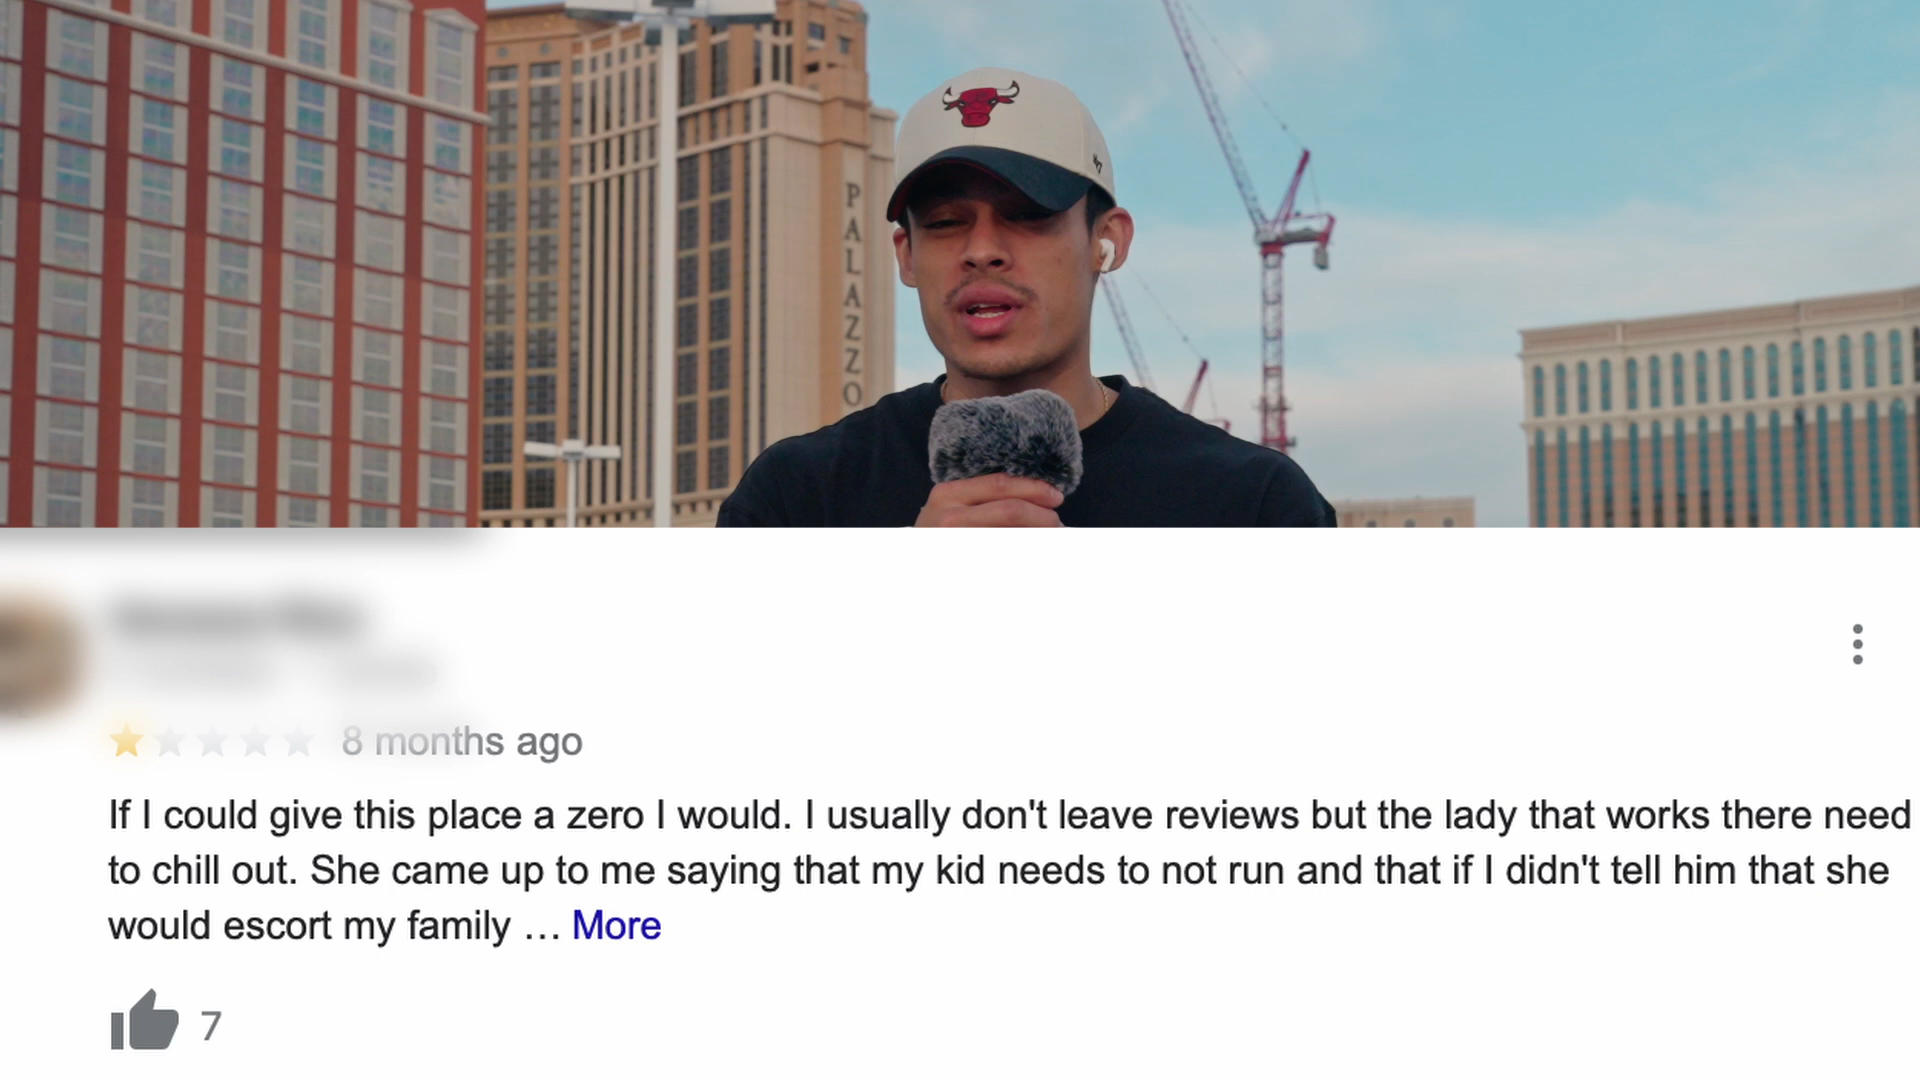 PALAZZO
'47
8 months ago
If I could give this place a zero I would. I usually don't leave reviews but the lady that works there need
to chill out. She came up to me saying that my kid needs to not run and that if I didn't tell him that she
would escort my family … More
7